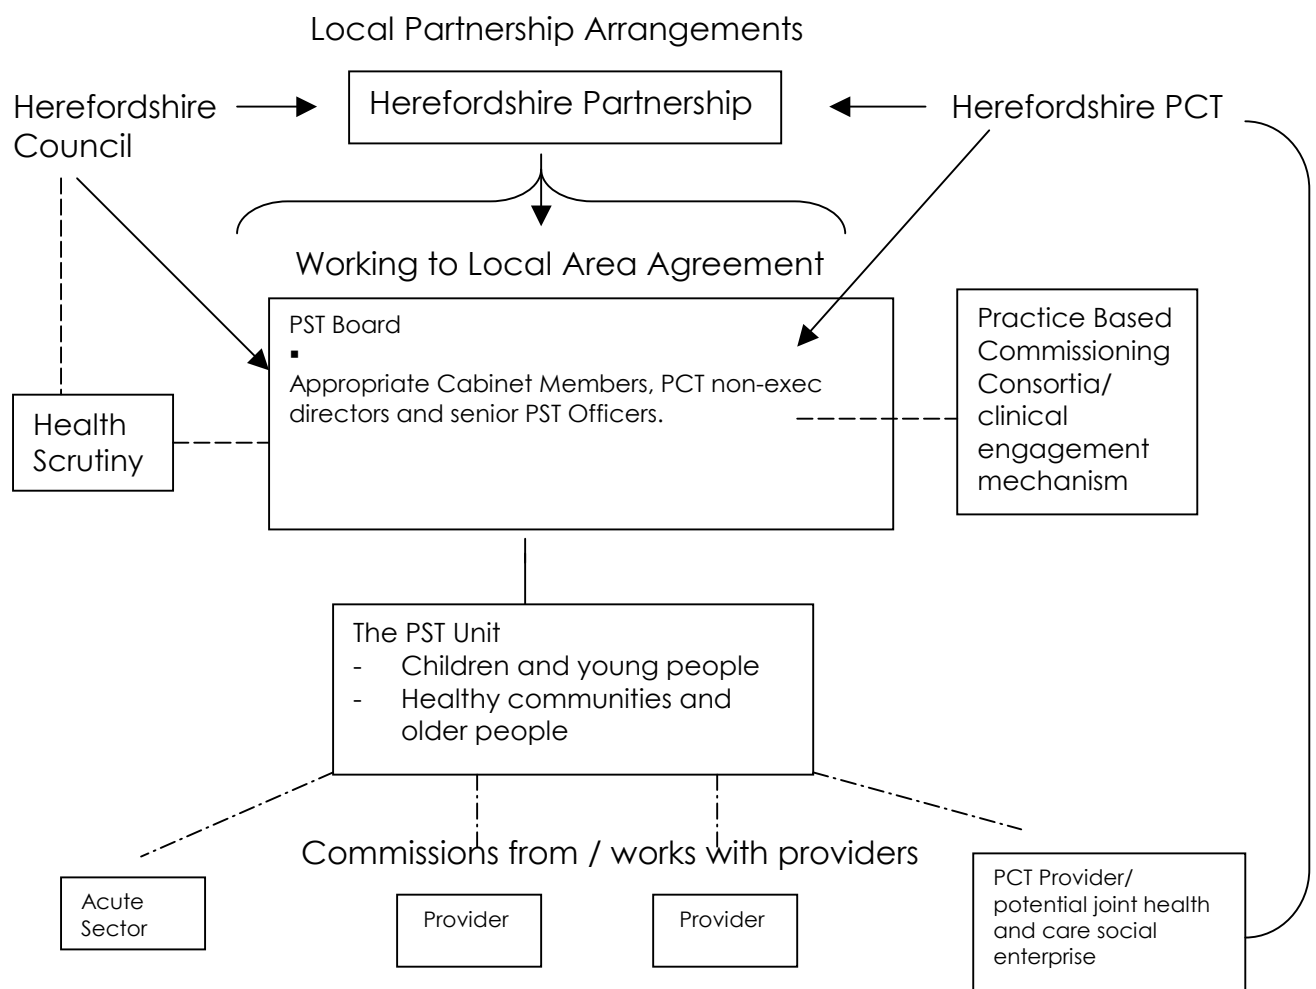 Local Partnership Arrangements
Herefordshire
Council
Herefordshire Partnership
Herefordshire PCT
Working to Local Area Agreement
PST Board
▪
Appropriate Cabinet Members, PCT non-exec
directors and senior PST Officers.
Practice Based
Commissioning
Consortia/
clinical
engagement
mechanism
Health
Scrutiny
The PST Unit
- Children and young people
- Healthy communities and
older people
Commissions from / works with providers
Acute
Sector
Provider
Provider
PCT Provider/
potential joint health
and care social
enterprise